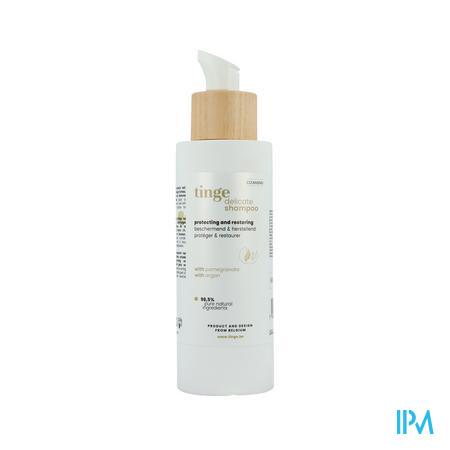 CLEANSING
tinge
delicate
shampoo
protecting and restoring
beschermend & herstellend
protéger & restaurer
with pomegranate
with argan
99,5%
pure natural
ingredients
PRODUCT AND DESIGN
FROM BELGIUM
www.tinge.be
IPM